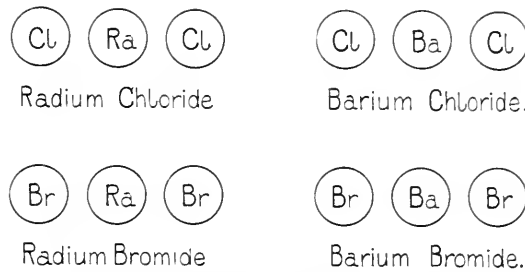 Cl Ra Cl Cl Ba Cl
Radium Chloride Barium Chloride.
Br Ra Br Br Ba Br
Radium Bromide Barium Bromide.